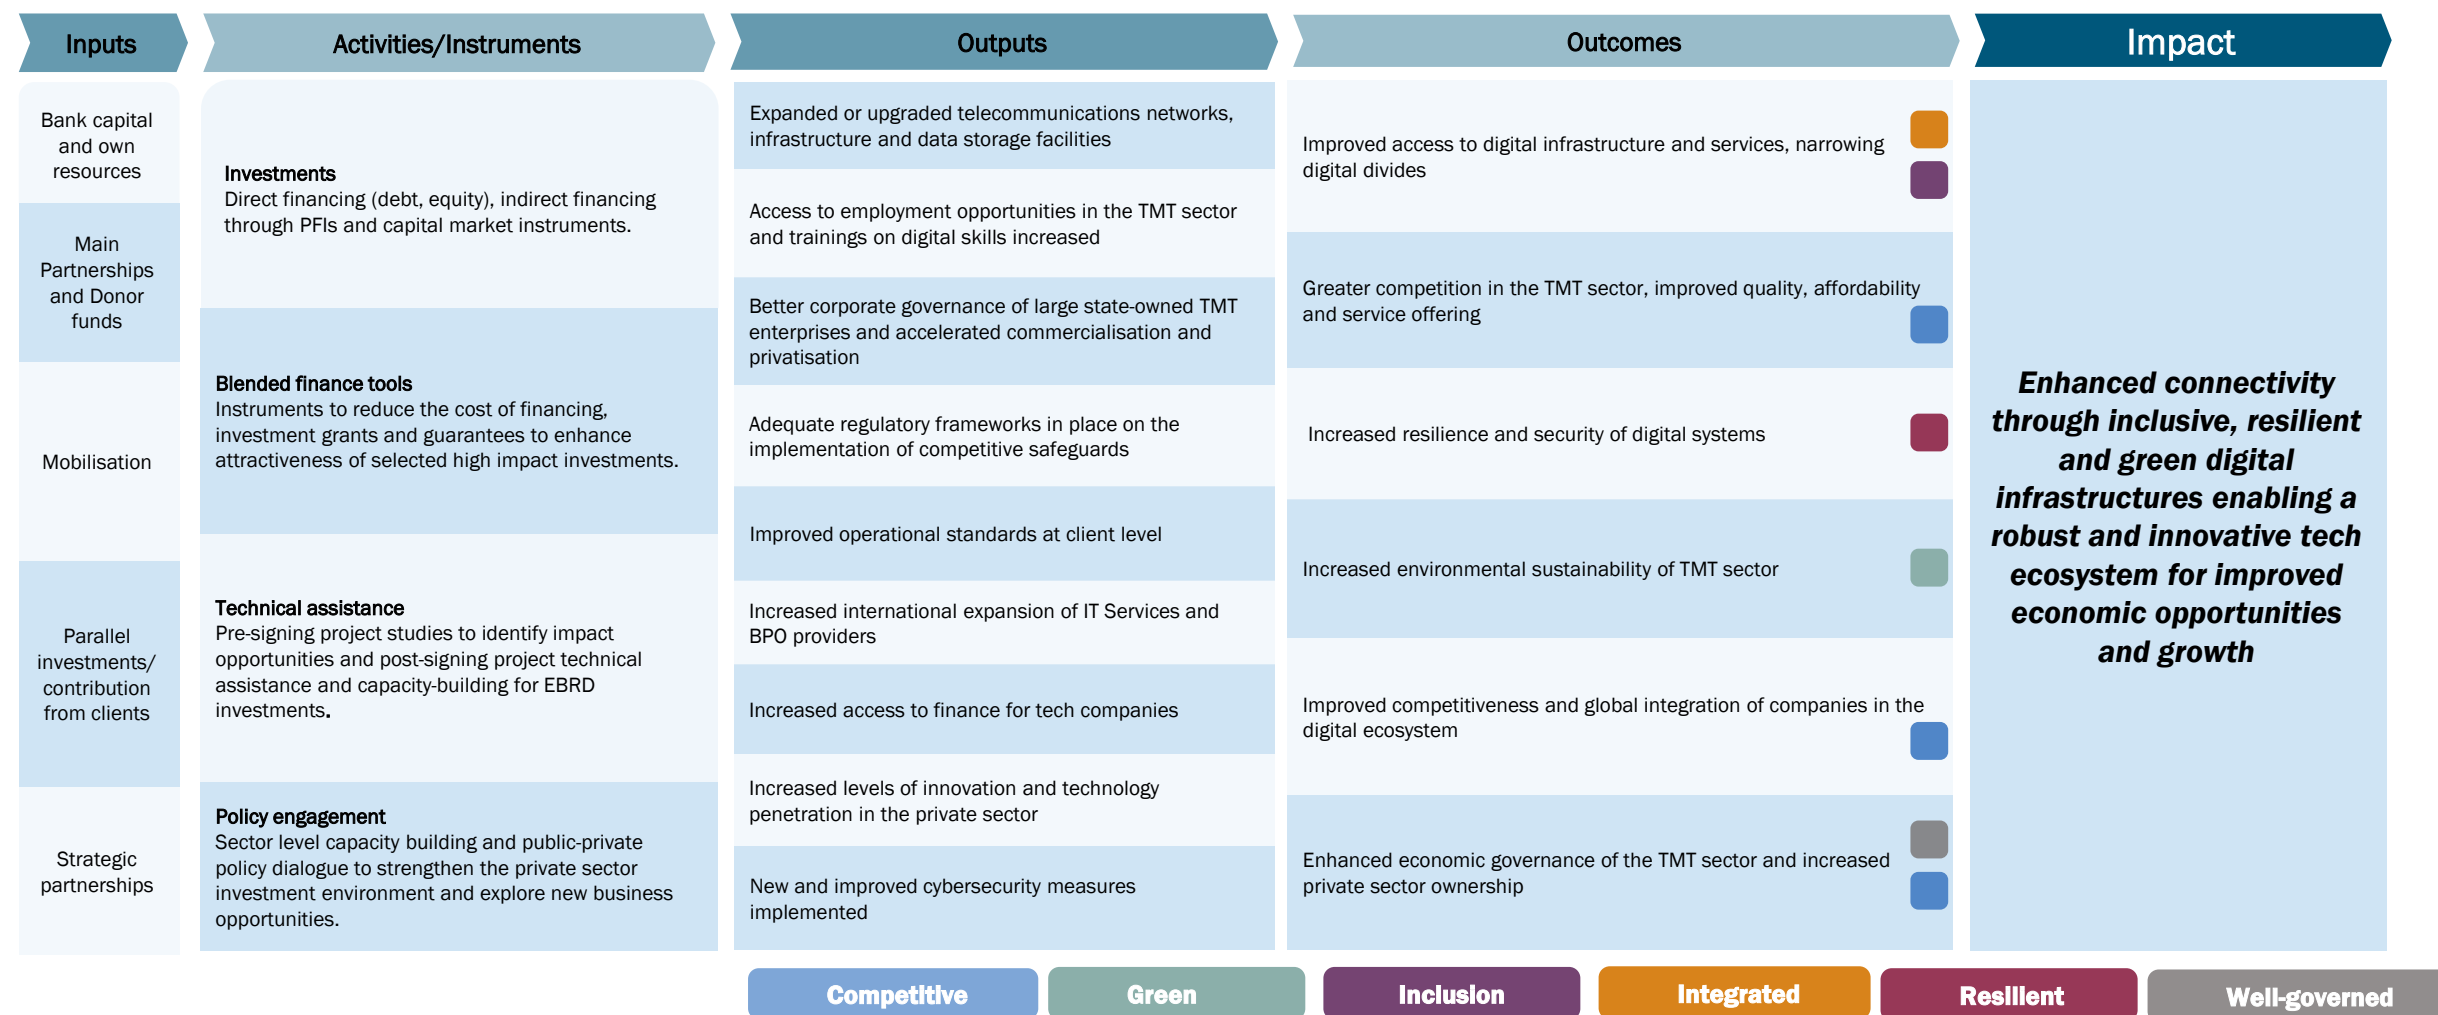 Inputs
Activities/Instruments
Outputs
Outcomes
Impact
Bank capital
and own
resources
Main
Partnerships
and Donor
funds
Mobilisation
Parallel
investments/
contribution
from clients
Strategic
partnerships
Investments
Direct financing (debt, equity), indirect financing
through PFIs and capital market instruments.
Blended finance tools
Instruments to reduce the cost of financing,
investment grants and guarantees to enhance
attractiveness of selected high impact investments.
Technical assistance
Pre-signing project studies to identify impact
opportunities and post-signing project technical
assistance and capacity-building for EBRD
investments.
Policy engagement
Sector level capacity building and public-private
policy dialogue to strengthen the private sector
investment environment and explore new business
opportunities.
Expanded or upgraded telecommunications networks,
infrastructure and data storage facilities
Access to employment opportunities in the TMT sector
and trainings on digital skills increased
Better corporate governance of large state-owned TMT
enterprises and accelerated commercialisation and
privatisation
Adequate regulatory frameworks in place on the
implementation of competitive safeguards
Improved operational standards at client level
Increased international expansion of IT Services and
BPO providers
Increased access to finance for tech companies
Increased levels of innovation and technology
penetration in the private sector
New and improved cybersecurity measures
implemented
Improved access to digital infrastructure and services, narrowing
digital divides
Greater competition in the TMT sector, improved quality, affordability
and service offering
Increased resilience and security of digital systems
Increased environmental sustainability of TMT sector
Improved competitiveness and global integration of companies in the
digital ecosystem
Enhanced economic governance of the TMT sector and increased
private sector ownership
Enhanced connectivity
through inclusive, resilient
and green digital
infrastructures enabling a
robust and innovative tech
ecosystem for improved
economic opportunities
and growth
Competitive
Green
Inclusion
Integrated
Resilient
Well-governed